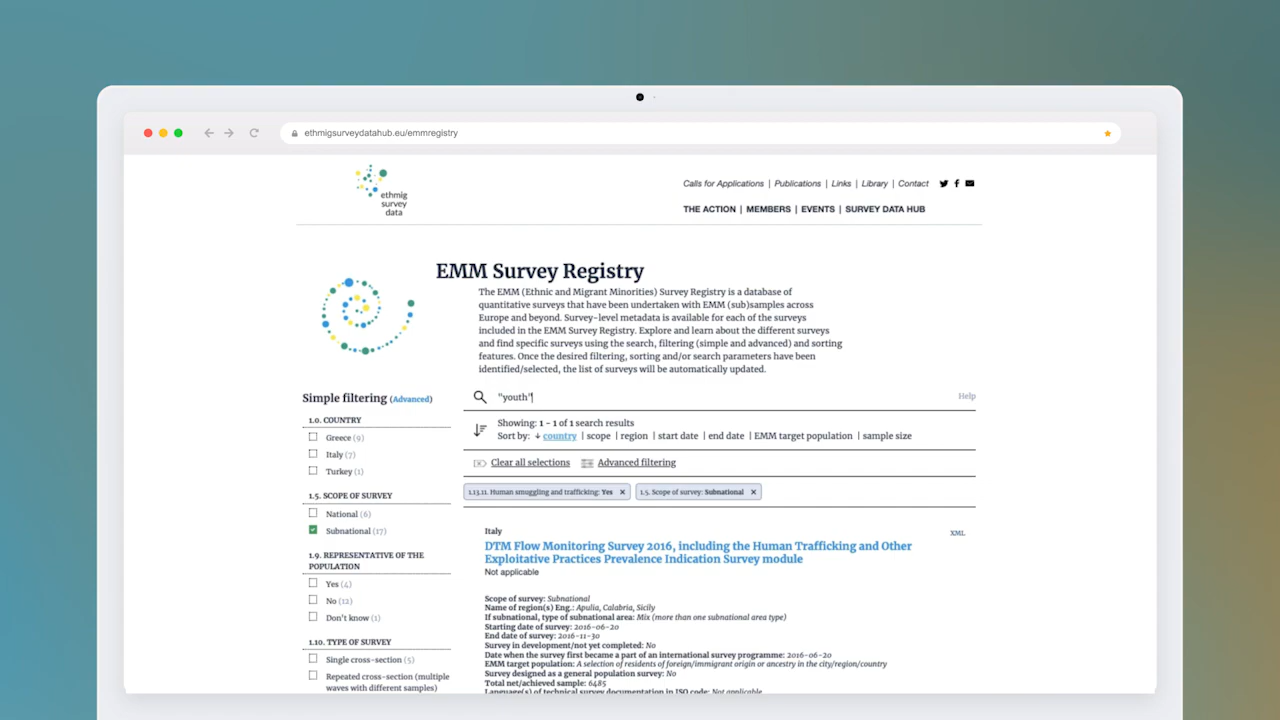 ethmigsurveydatahub.eu/emmregistry
ethmig
survey
data
Calls for Applications | Publications | Links | Library | Contact
THE ACTION | MEMBERS | EVENTS | SURVEY DATA HUB
EMM Survey Registry
The EMM (Ethnic and Migrant Minorities) Survey Registry is a database of
quantitative surveys that have been undertaken with EMM (sub)samples across
Europe and beyond. Survey-level metadata is available for each of the surveys
included in the EMM Survey Registry. Explore and learn about the different surveys
and find specific surveys using the search, filtering (simple and advanced) and sorting
features. Once the desired filtering, sorting and/or search parameters have been
identified/selected, the list of surveys will be automatically updated.
Simple filtering (Advanced)
1.0. COUNTRY
Greece (9)
Italy (7)
Turkey (1)
1.5. SCOPE OF SURVEY
National (6)
Subnational (17)
1.9. REPRESENTATIVE OF THE
POPULATION
Yes (4)
No (12)
Don't know (1)
1.10. TYPE OF SURVEY
Single cross-section (5)
Repeated cross-section (multiple
waves with different samples)
"youth"
Help
Showing: 1 - 1 of 1 search results
Sort by: ↓ country | scope | region | start date | end date | EMM target population | sample size
Clear all selections Advanced filtering
1.13.11. Human smuggling and trafficking: Yes × 1.5. Scope of survey: Subnational ×
Italy
XML
DTM Flow Monitoring Survey 2016, including the Human Trafficking and Other
Exploitative Practices Prevalence Indication Survey module
Not applicable
Scope of survey: Subnational
Name of region(s) Eng.: Apulia, Calabria, Sicily
If subnational, type of subnational area: Mix (more than one subnational area type)
Starting date of survey: 2016-06-20
End date of survey: 2016-11-30
Survey in development/not yet completed: No
Date when the survey first became a part of an international survey programme: 2016-06-20
EMM target population: A selection of residents of foreign/immigrant origin or ancestry in the city/region/country
Survey designed as a general population survey: No
Total net/achieved sample: 6485
Language(s) of technical survey documentation in ISO code: Not applicable